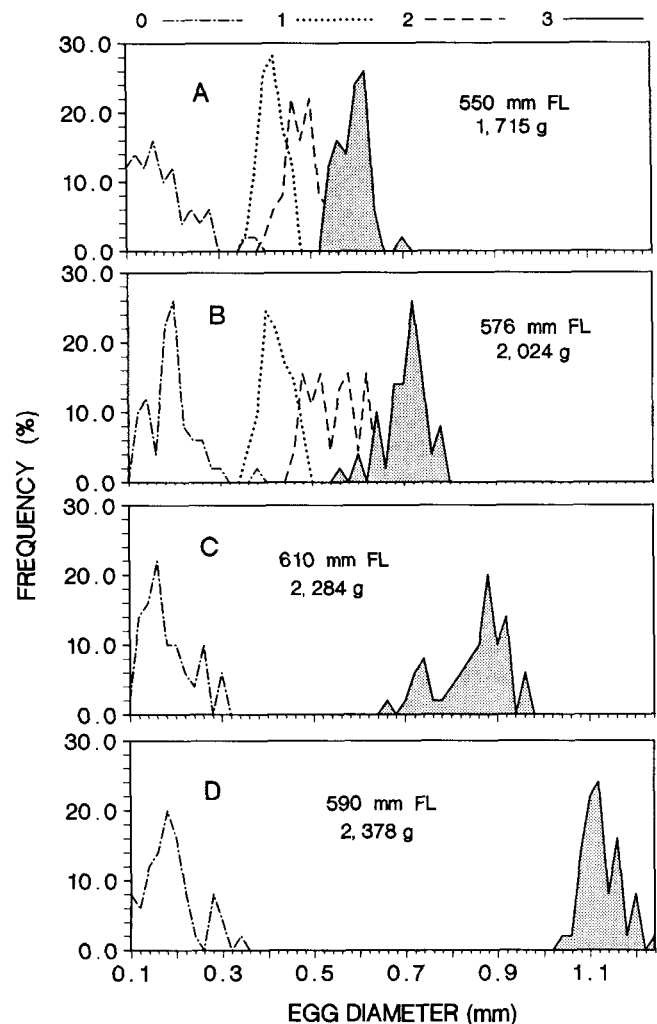 0 1 2 3
30.0
A
550 mm FL
1,715 g
20.0
10.0
0.0
30.0
B
576 mm FL
2,024 g
20.0
10.0
0.0
FREQUENCY (%)
30.0
C
610 mm FL
2,284 g
20.0
10.0
0.0
30.0
D
590 mm FL
2,378 g
20.0
10.0
0.0
0.1 0.3 0.5 0.7 0.9 1.1
EGG DIAMETER (mm)